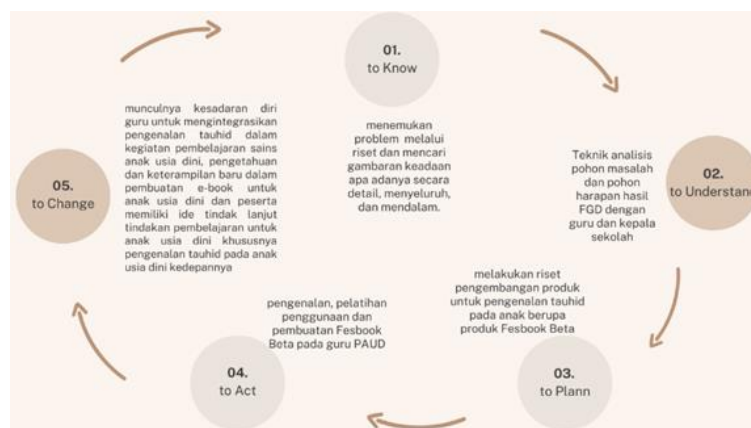 01.
to Know
menemukan
problem melalui
riset dan mencari
gambaran keadaan
apa adanya secara
detail, menyeluruh,
dan mendalam.
02.
to Understand
Teknik analisis
pohon masalah
dan pohon
harapan hasil
FGD dengan
guru dan kepala
sekolah
03.
to Plann
melakukan riset
pengembangan produk
untuk pengenalan tauhid
pada anak berupa
produk Fesbook Beta
04.
to Act
pengenalan, pelatihan
penggunaan dan
pembuatan Fesbook
Beta pada guru PAUD
05.
to Change
munculnya kesadaran diri
guru untuk mengintegrasikan
pengenalan tauhid dalam
kegiatan pembelajaran sains
anak usia dini, pengetahuan
dan keterampilan baru dalam
pembuatan e-book untuk
anak usia dini dan peserta
memiliki ide tindak lanjut
tindakan pembelajaran untuk
anak usia dini khususnya
pengenalan tauhid pada anak
usia dini kedepannya